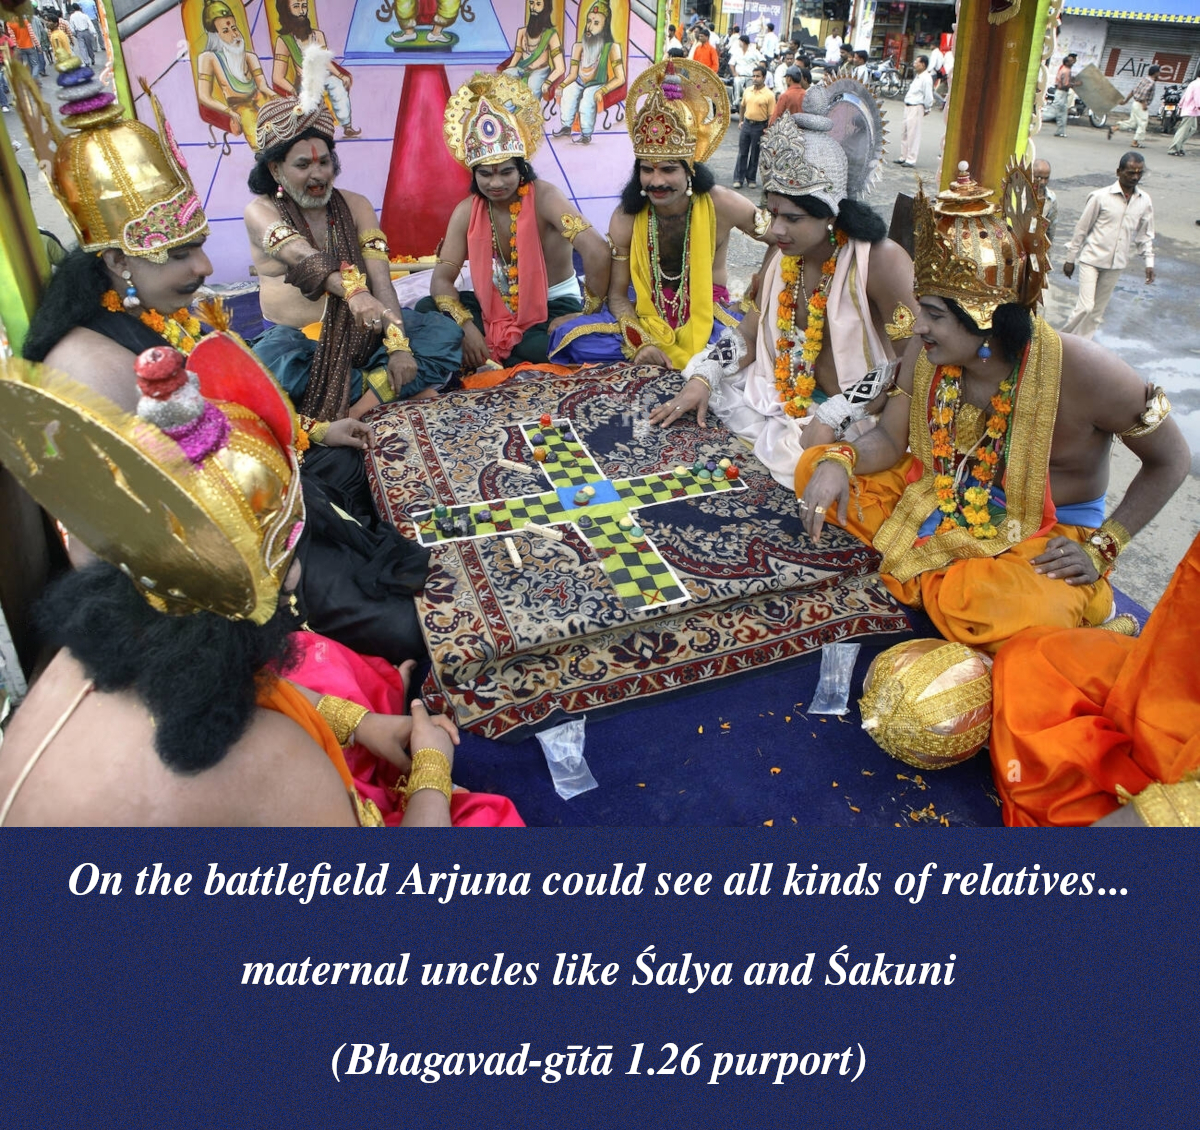 Airtel
On the battlefield Arjuna could see all kinds of relatives...
maternal uncles like Śalya and Śakuni
(Bhagavad-gītā 1.26 purport)